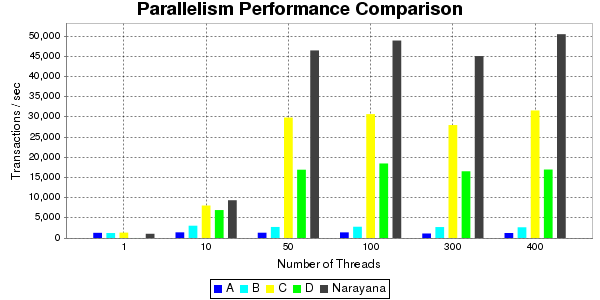 Parallelism Performance Comparison
50,000
45,000
40,000
35,000
30,000
25,000
20,000
15,000
10,000
5,000
0
Transactions / sec
1 10 50 100 300 400
Number of Threads
A B C D Narayana